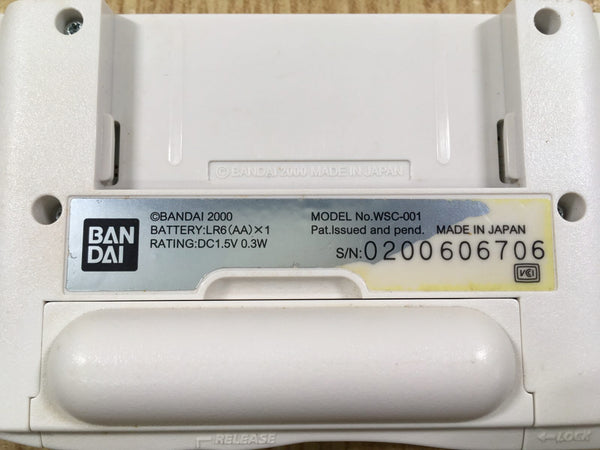 ©BANDAI 2000 MADE IN JAPAN
BAN
DAI
©BANDAI 2000
BATTERY:LR6(AA)×1
RATING:DC1.5V 0.3W
MODEL No.WSC-001
Pat.Issued and pend. MADE IN JAPAN
S/N:0200606706
VCI
RELEASE
LOCK